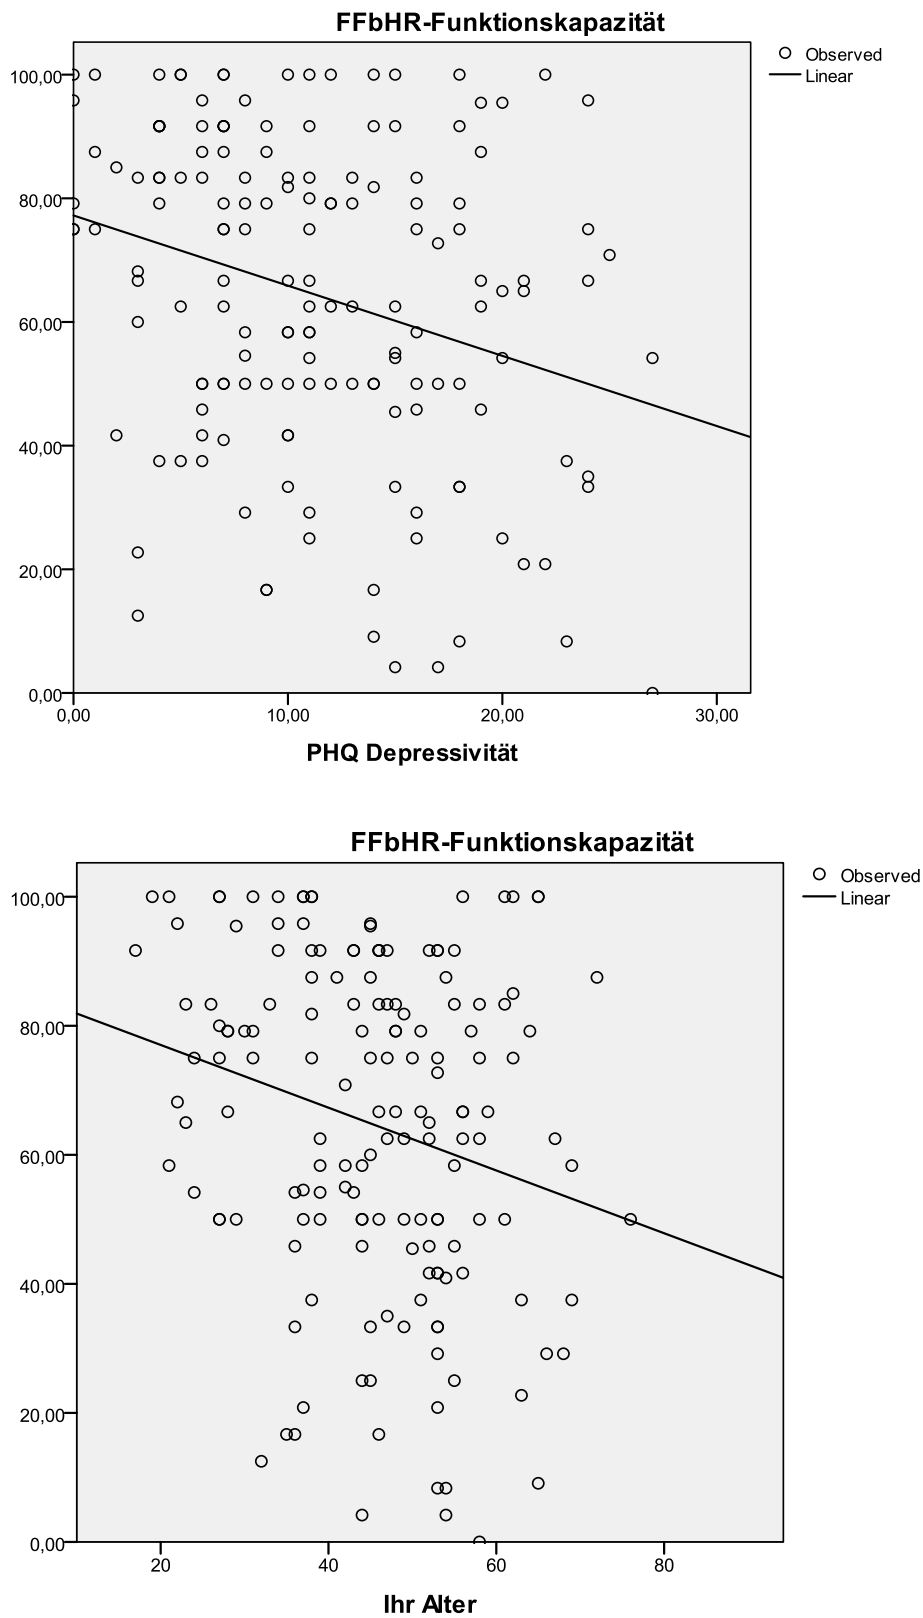 FFbHR-Funktionskapazität
Observed
Linear
100,00
80,00
60,00
40,00
20,00
0,00
0,00 10,00 20,00 30,00
PHQ Depressivität
FFbHR-Funktionskapazität
Observed
Linear
100,00
80,00
60,00
40,00
20,00
0,00
20 40 60 80
Ihr Alter